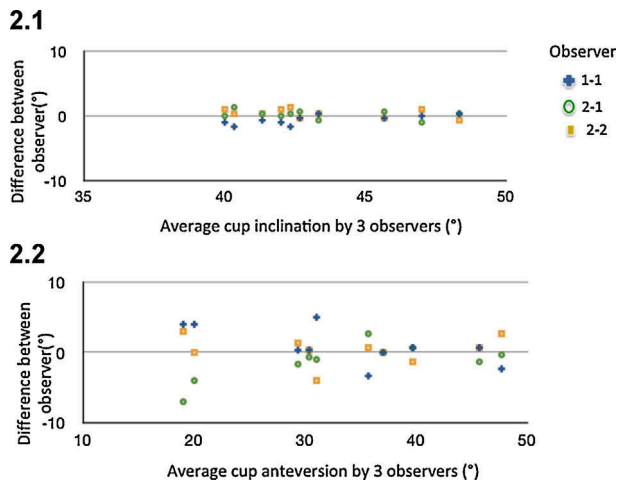 2.1
Observer
1-1
2-1
2-2
Difference between
observer(°)
10
0
-10
35
40
45
50
Average cup inclination by 3 observers (°)
2.2
Difference between
observer(°)
10
0
-10
10
20
30
40
50
Average cup anteversion by 3 observers (°)